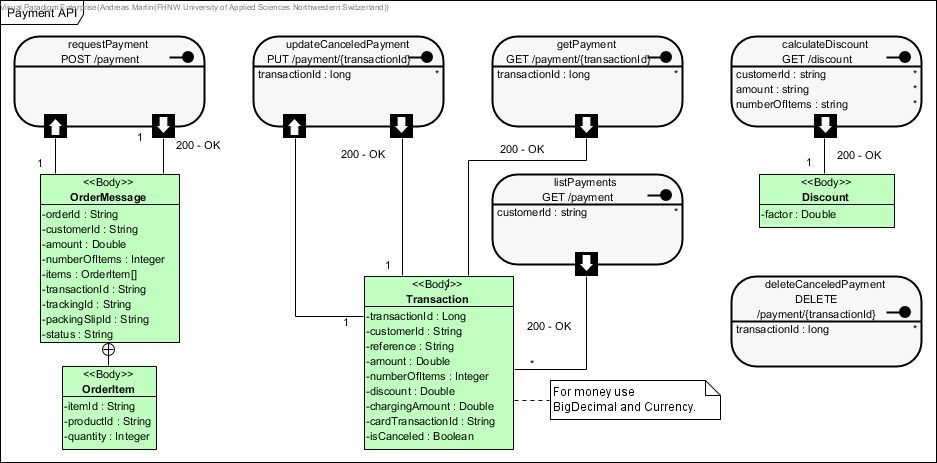 Visual Paradigm Enterprise(Andreas Martin(FHNW University of Applied Sciences Northwestern Switzerland))
Payment API
requestPayment
POST /payment
updateCanceledPayment
PUT /payment/{transactionId}
transactionId : long *
getPayment
GET /payment/{transactionId}
transactionId : long *
calculateDiscount
GET /discount
customerId : string *
amount : string *
numberOfItems : string *
1
1
200 - OK
200 - OK
200 - OK
1
200 - OK
<<Body>>
OrderMessage
-orderId : String
-customerId : String
-amount : Double
-numberOfItems : Integer
-items : OrderItem[]
-transactionId : String
-trackingId : String
-packingSlipId : String
-status : String
listPayments
GET /payment
customerId : string *
<<Body>>
Discount
-factor : Double
1
1
1
<<Body>>
Transaction
-transactionId : Long
-customerId : String
-reference : String
-amount : Double
-numberOfItems : Integer
-discount : Double
-chargingAmount : Double
-cardTransactionId : String
-isCanceled : Boolean
200 - OK
*
deleteCanceledPayment
DELETE
/payment/{transactionId}
transactionId : long *
<<Body>>
OrderItem
-itemId : String
-productId : String
-quantity : Integer
For money use
BigDecimal and Currency.